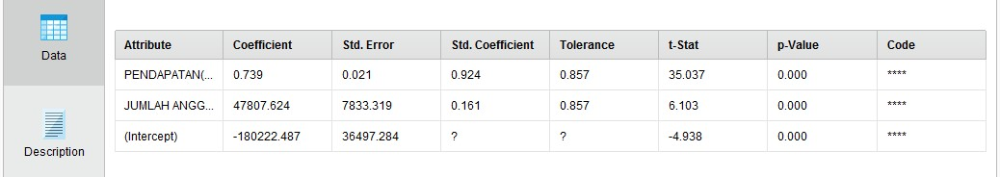 Data
Description
Attribute Coefficient Std. Error Std. Coefficient Tolerance t-Stat p-Value Code
PENDAPATAN(... 0.739 0.021 0.924 0.857 35.037 0.000 ****
JUMLAH ANGG... 47807.624 7833.319 0.161 0.857 6.103 0.000 ****
(Intercept) -180222.487 36497.284 ? ? -4.938 0.000 ****